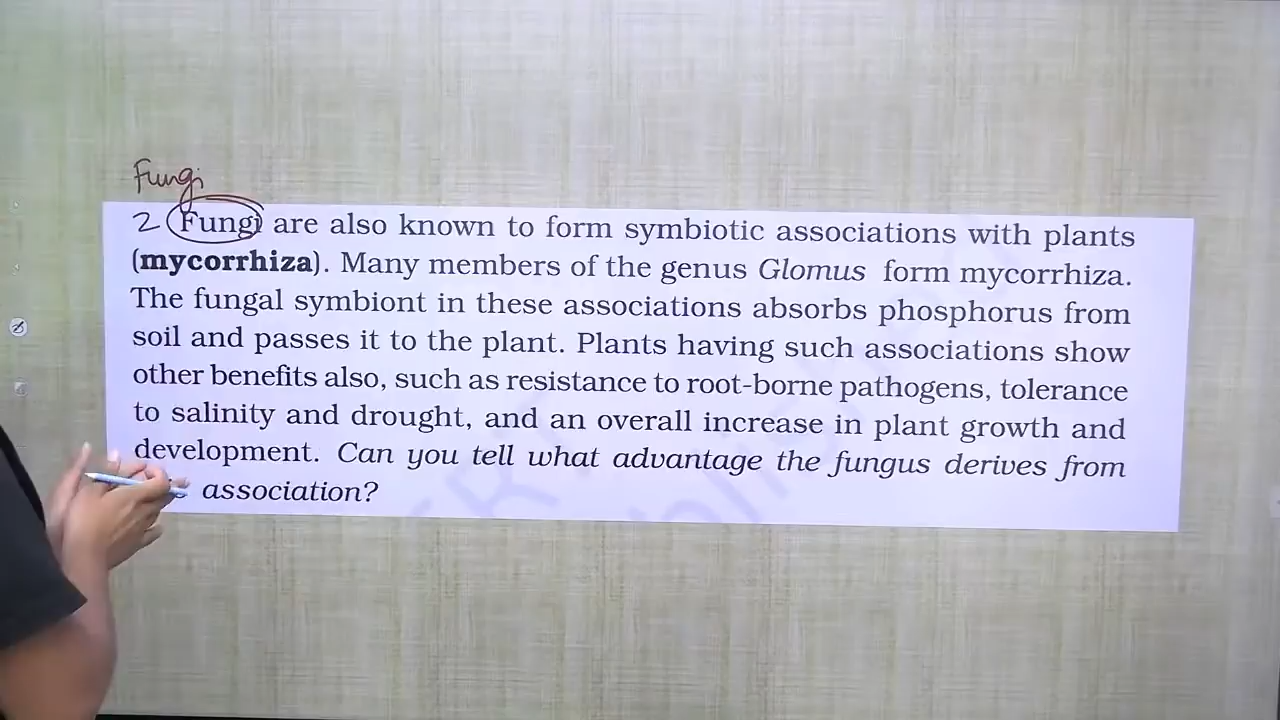 Fungi
2 Fungi are also known to form symbiotic associations with plants
(mycorrhiza). Many members of the genus Glomus form mycorrhiza.
The fungal symbiont in these associations absorbs phosphorus from
soil and passes it to the plant. Plants having such associations show
other benefits also, such as resistance to root-borne pathogens, tolerance
to salinity and drought, and an overall increase in plant growth and
development. Can you tell what advantage the fungus derives from
association?